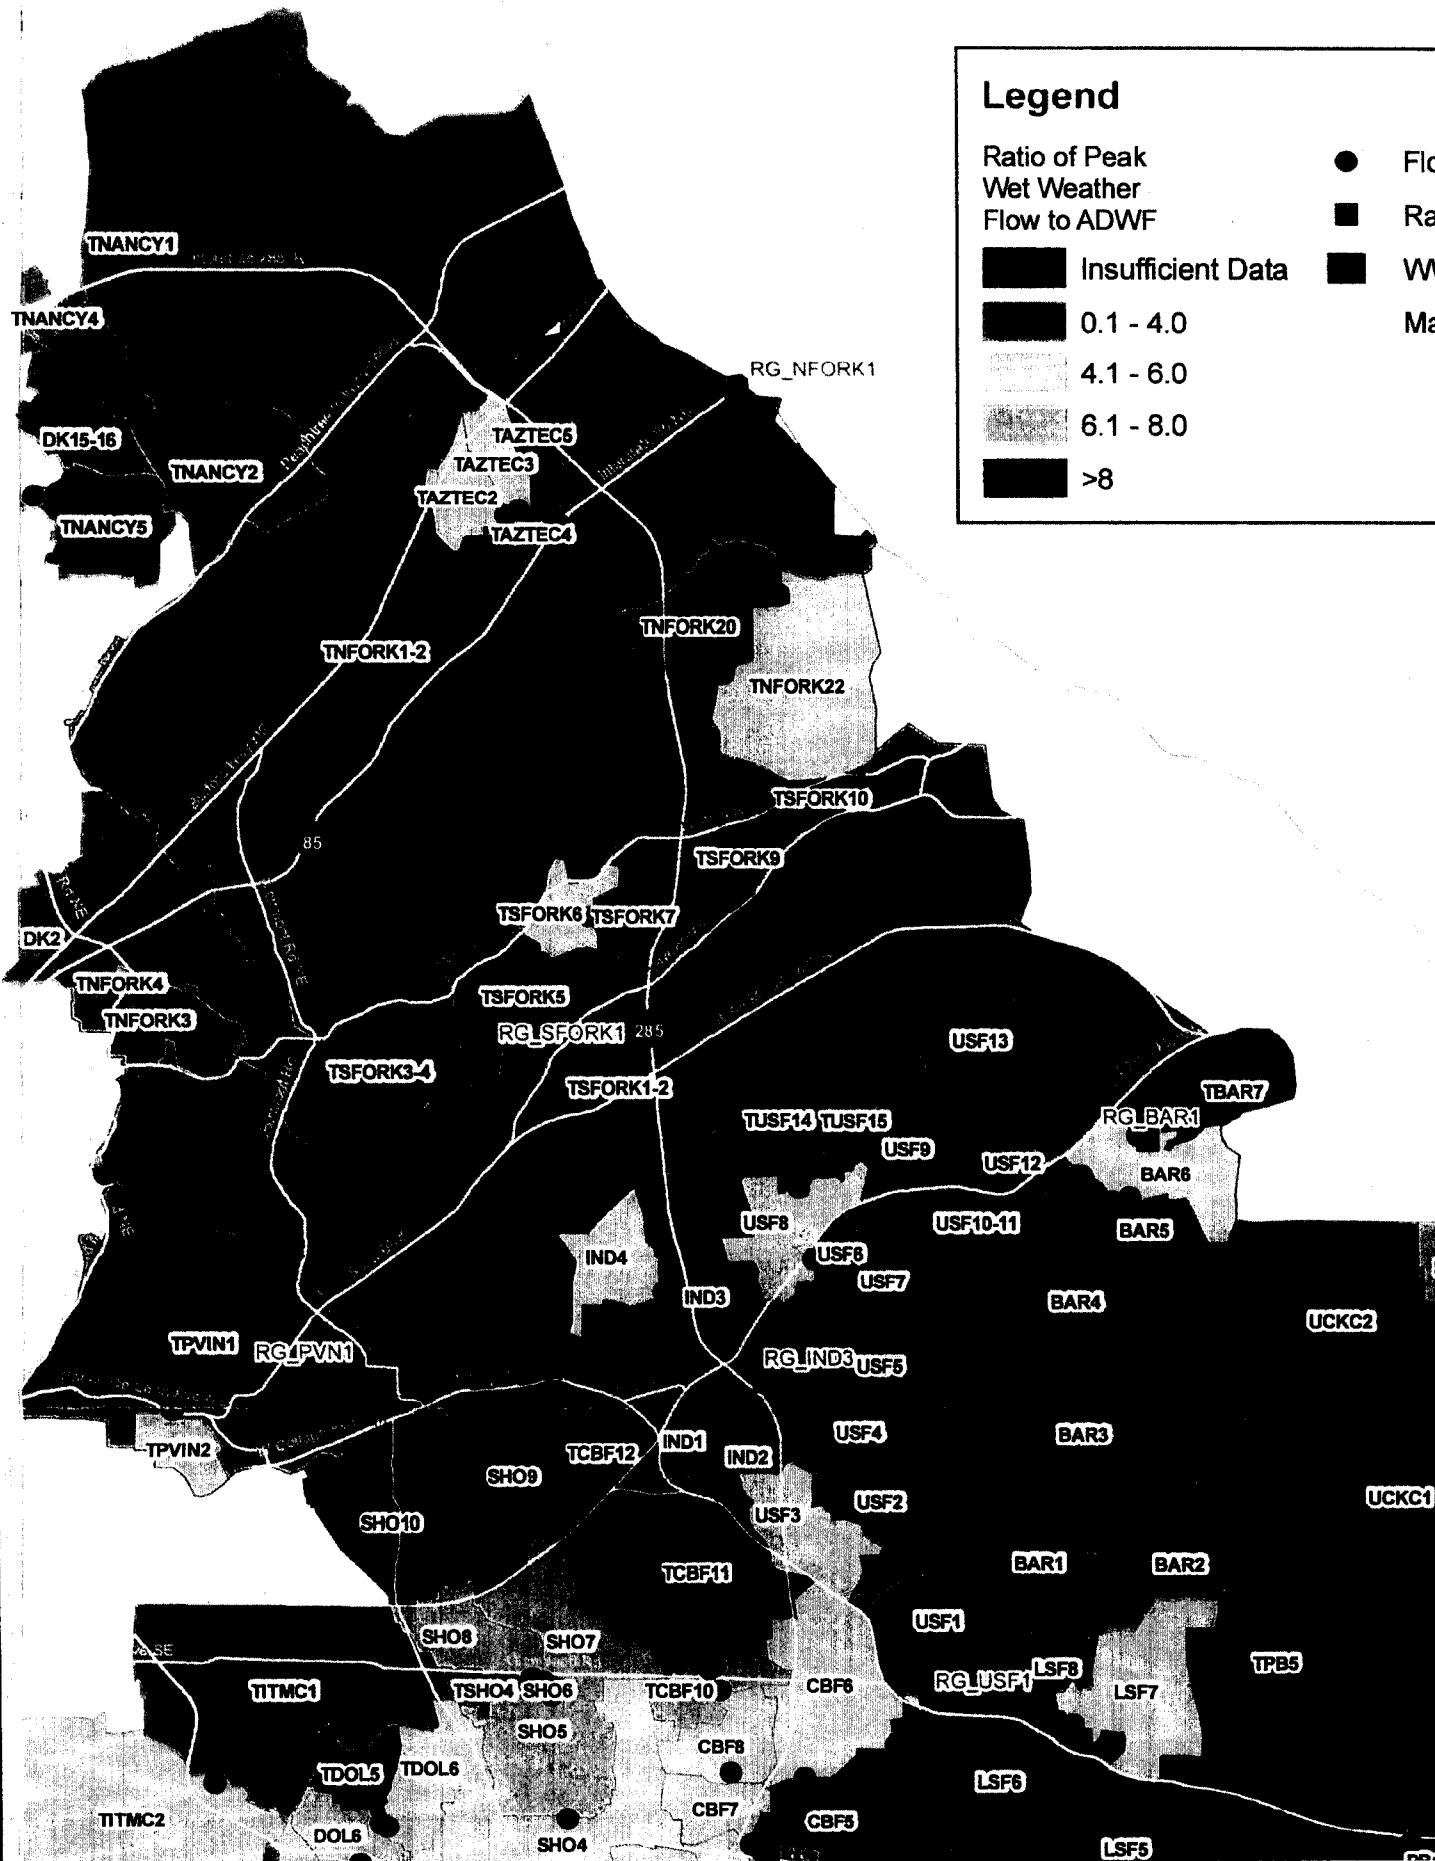 Legend
Ratio of Peak
Wet Weather
Flow to ADWF
Insufficient Data
0.1 - 4.0
4.1 - 6.0
6.1 - 8.0
>8
Flo
Ra
Ma
TNANCY1
TNANCY4
RG_NFORK1
DK15-16
TNANCY2
TAZTEC5
TAZTEC3
TAZTEC2
TNANCY5
TAZTEC4
TNFORK20
TNFORK1-2
TNFORK22
TSFORK10
85
TSFORK9
TSFORK6
TSFORK7
DK2
TNFORK4
TNFORK3
TSFORK5
RG_SFORK1
285
USF13
TSFORK3-4
TSFORK1-2
TBAR7
RG_BAR1
TUSF14
TUSF15
USF9
USF12
BAR6
USF8
USF10-11
BAR5
IND4
USF6
USF7
IND3
BAR4
UCKC2
TPVIN1
RG_PVN1
RG_IND3
USF5
TPVIN2
TCBF12
IND1
IND2
USF4
BAR3
SHO9
USF2
UCKC1
SHO10
USF3
TCBF11
BAR1
BAR2
USF1
SHO8
SHO7
TITMC1
TSHO4
SHO6
TCBF10
CBF6
RG_USF1
LSF8
LSF7
TPB5
SHO5
CBF8
TDOL5
TDOL6
LSF6
TITMC2
DOL6
CBF7
CBF5
SHO4
LSF5